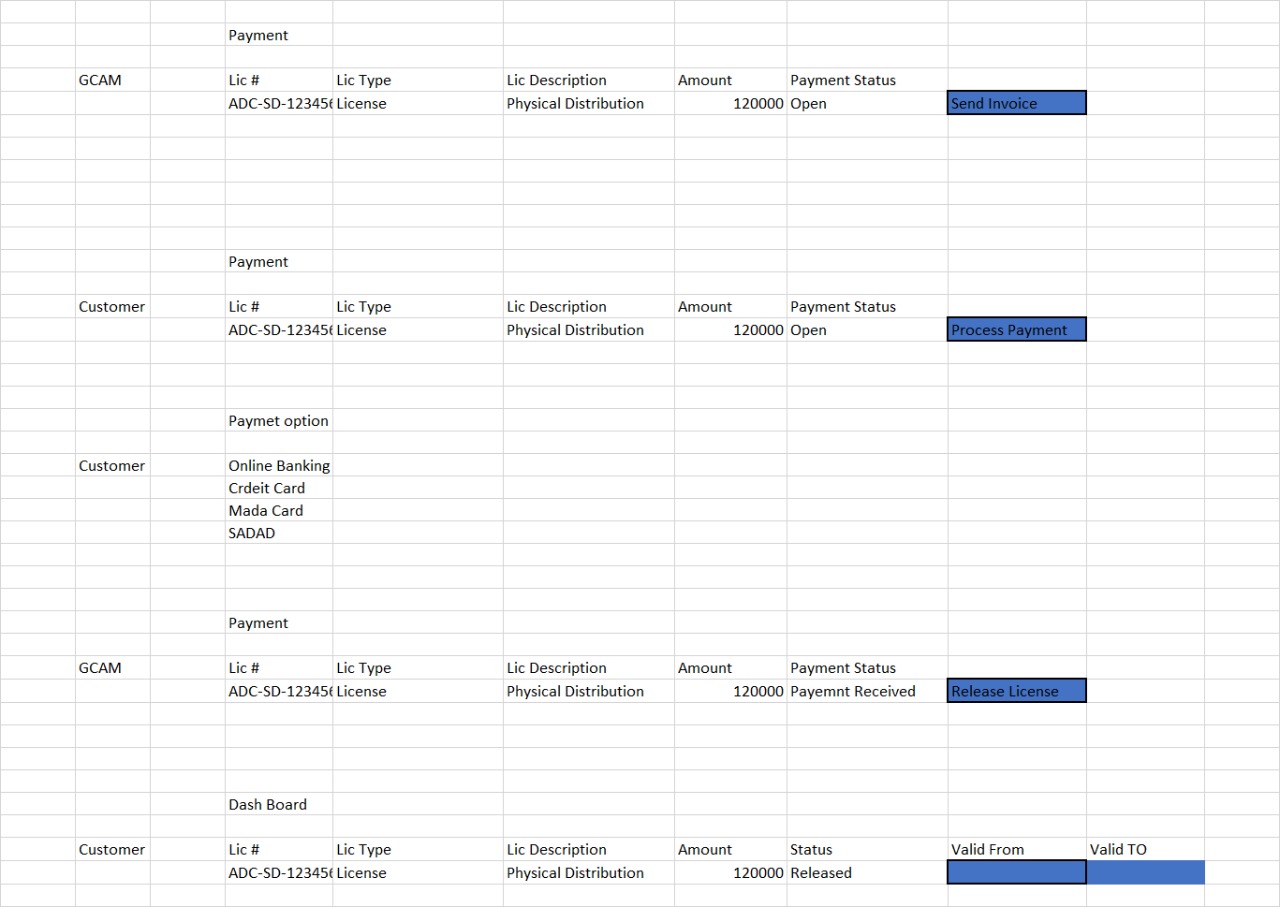 Payment
GCAM Lic # Lic Type Lic Description Amount Payment Status
ADC-SD-123456 License Physical Distribution 120000 Open Send Invoice
Payment
Customer Lic # Lic Type Lic Description Amount Payment Status
ADC-SD-123456 License Physical Distribution 120000 Open Process Payment
Paymet option
Customer Online Banking
Crdeit Card
Mada Card
SADAD
Payment
GCAM Lic # Lic Type Lic Description Amount Payment Status
ADC-SD-123456 License Physical Distribution 120000 Payemnt Received Release License
Dash Board
Customer Lic # Lic Type Lic Description Amount Status Valid From Valid TO
ADC-SD-123456 License Physical Distribution 120000 Released